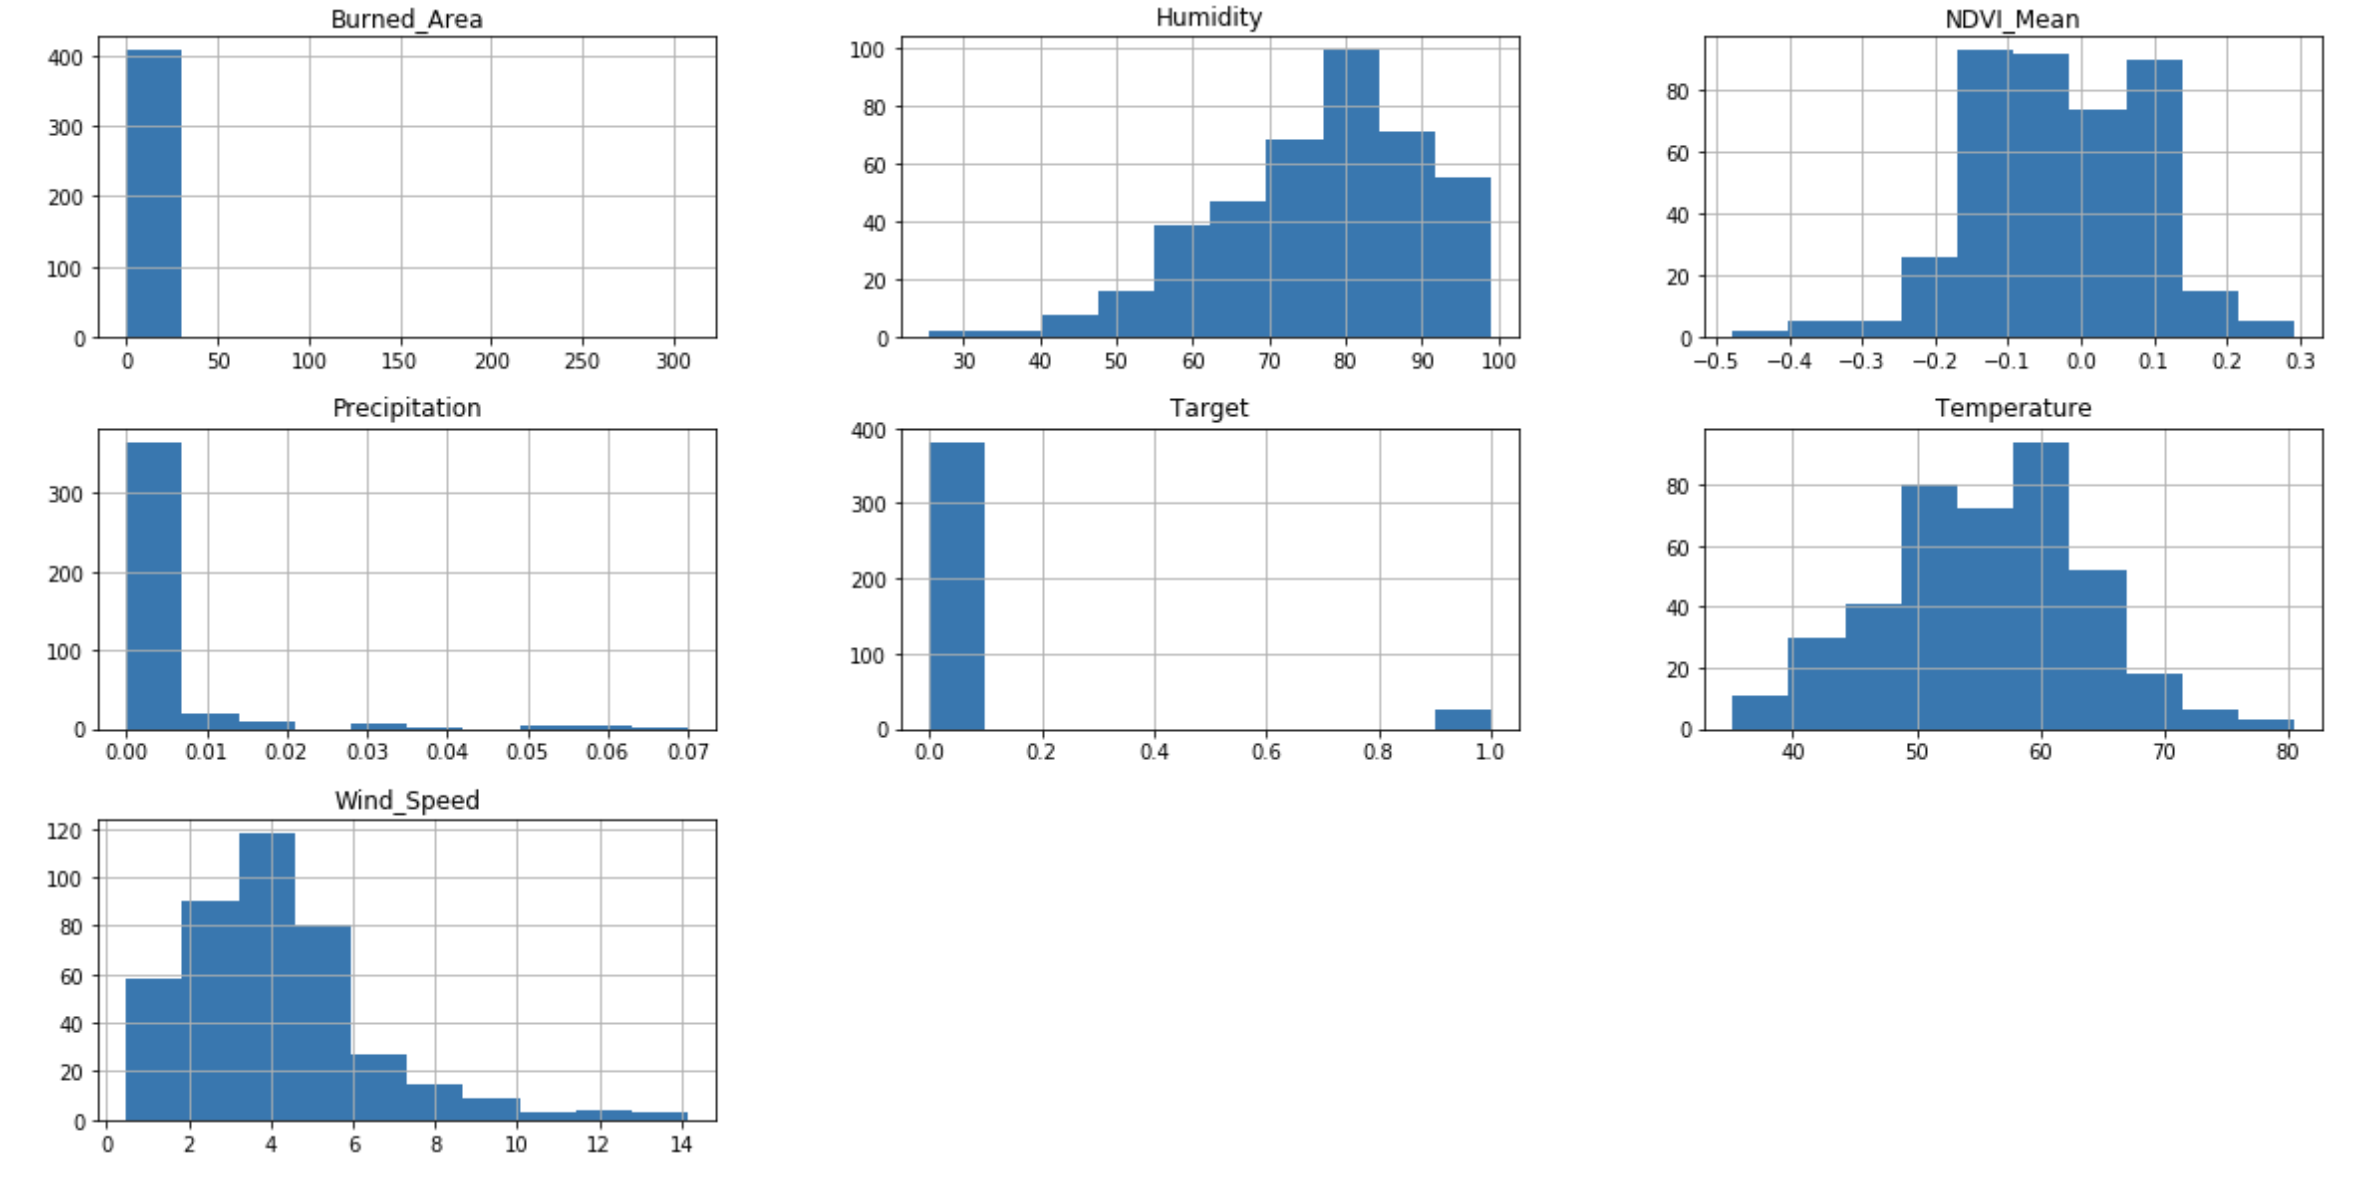 Burned_Area
400
300
200
100
0
0 50 100 150 200 250 300
Humidity
100
80
60
40
20
0
30 40 50 60 70 80 90 100
NDVI_Mean
80
60
40
20
0
−0.5 −0.4 −0.3 −0.2 −0.1 0.0 0.1 0.2 0.3
Precipitation
300
200
100
0
0.00 0.01 0.02 0.03 0.04 0.05 0.06 0.07
Target
400
300
200
100
0
0.0 0.2 0.4 0.6 0.8 1.0
Temperature
80
60
40
20
0
40 50 60 70 80
Wind_Speed
120
100
80
60
40
20
0
0 2 4 6 8 10 12 14